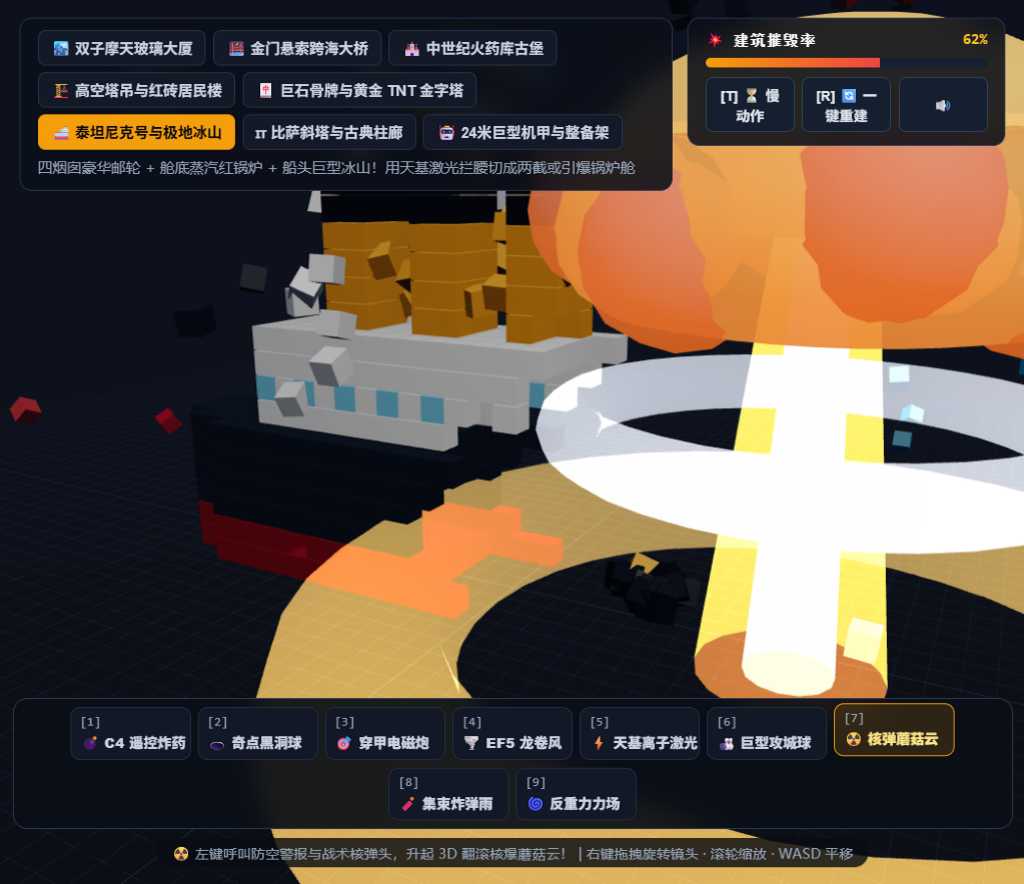 双子摩天玻璃大厦 金门悬索跨海大桥 中世纪火药库古堡
高空塔吊与红砖居民楼 巨石骨牌与黄金 TNT 金字塔
泰坦尼克号与极地冰山 比萨斜塔与古典柱廊 24米巨型机甲与整备架
四烟囱豪华邮轮 + 舱底蒸汽红锅炉 + 船头巨型冰山！用天基激光拦腰切成两截或引爆锅炉舱
建筑摧毁率 62%
[T] ⏳ 慢动作
[R] 🔄 一键重建
[1] C4 遥控炸药
[2] 奇点黑洞球
[3] 穿甲电磁炮
[4] EF5 龙卷风
[5] 天基离子激光
[6] 巨型攻城球
[7] 核弹蘑菇云
[8] 集束炸弹雨
[9] 反重力力场
左键呼叫防空警报与战术核弹头，升起 3D 翻滚核爆蘑菇云！ | 右键拖拽旋转镜头 · 滚轮缩放 · WASD 平移